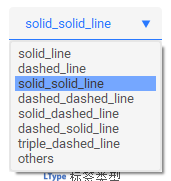 solid_solid_line
solid_line
dashed_line
solid_solid_line
dashed_dashed_line
solid_dashed_line
dashed_solid_line
triple_dashed_line
others
LType 标签类型